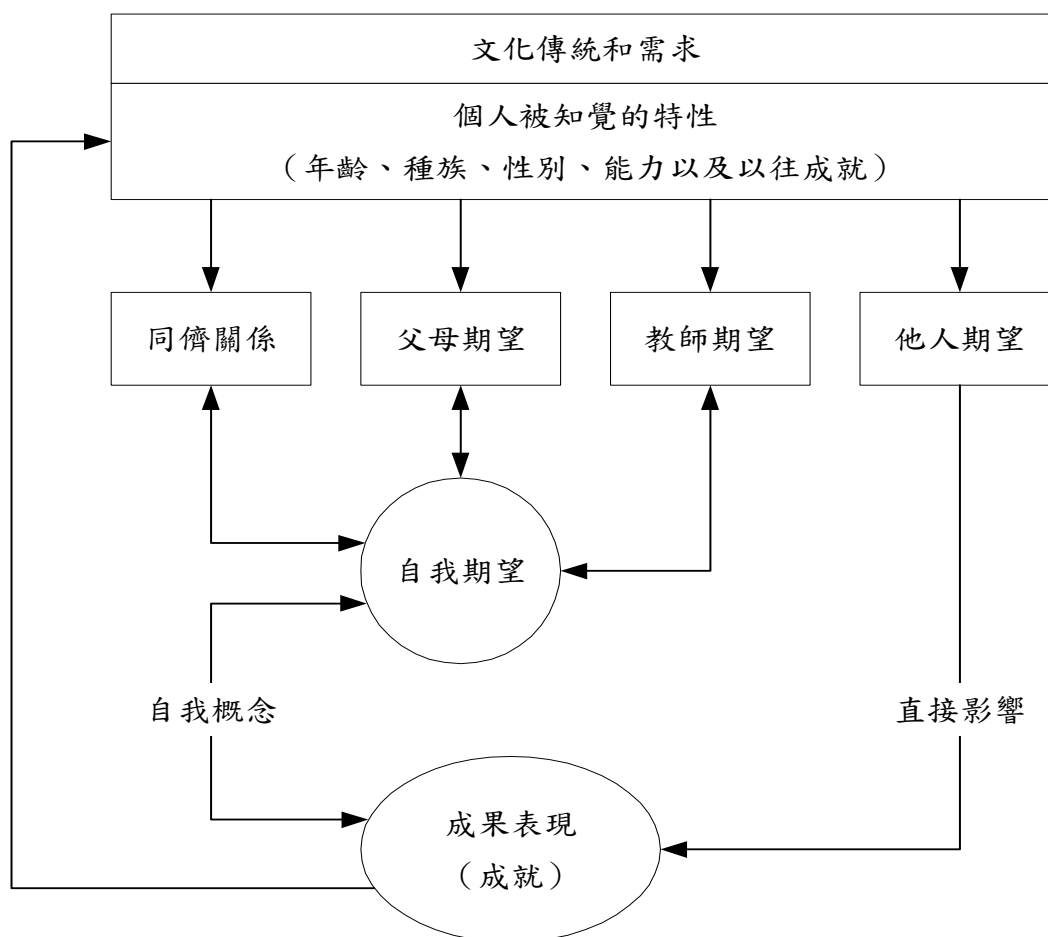 文化傳統和需求
個人被知覺的特性
（年齡、種族、性別、能力以及以往成就）
同儕關係
父母期望
教師期望
他人期望
自我期望
自我概念
直接影響
成果表現
（成就）